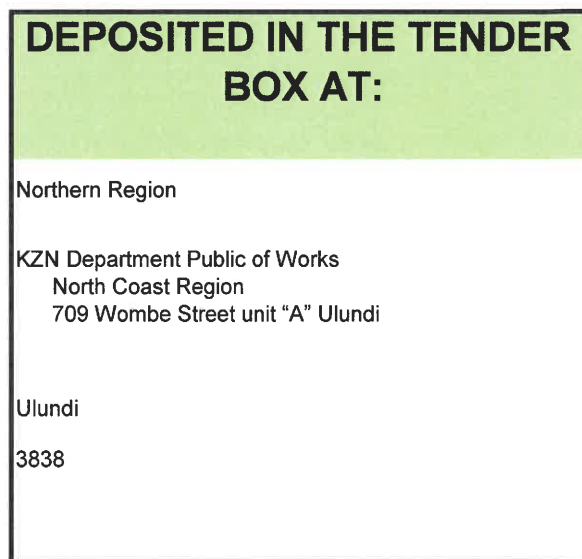 DEPOSITED IN THE TENDER
BOX AT:
Northern Region
KZN Department Public of Works
North Coast Region
709 Wombe Street unit “A” Ulundi
Ulundi
3838